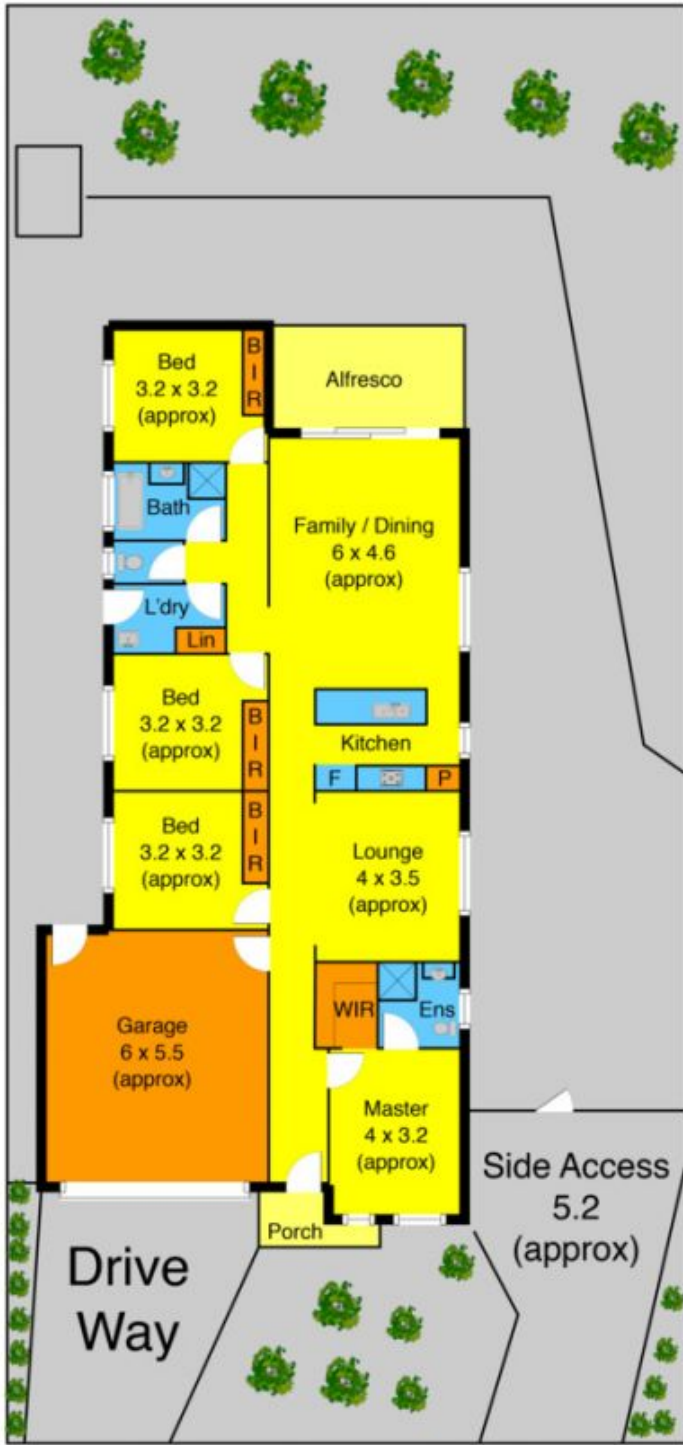 Bed
3.2 x 3.2
(approx)
B
I
R
Alfresco
Bath
Family / Dining
6 x 4.6
(approx)
L'dry
Lin
Bed
3.2 x 3.2
(approx)
B
I
R
Kitchen
F
P
Bed
3.2 x 3.2
(approx)
B
I
R
Lounge
4 x 3.5
(approx)
WIR
Ens
Garage
6 x 5.5
(approx)
Master
4 x 3.2
(approx)
Side Access
5.2
(approx)
Porch
Drive
Way